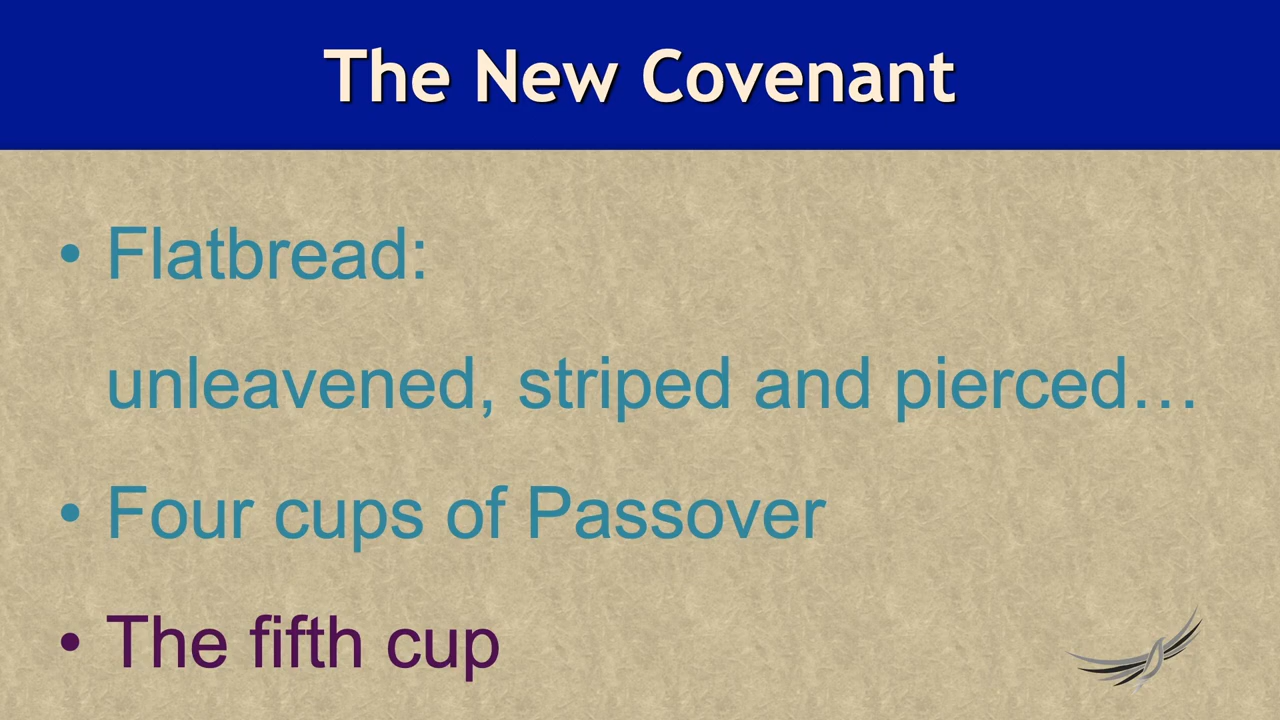 The New Covenant
• Flatbread:
unleavened, striped and pierced…
• Four cups of Passover
• The fifth cup